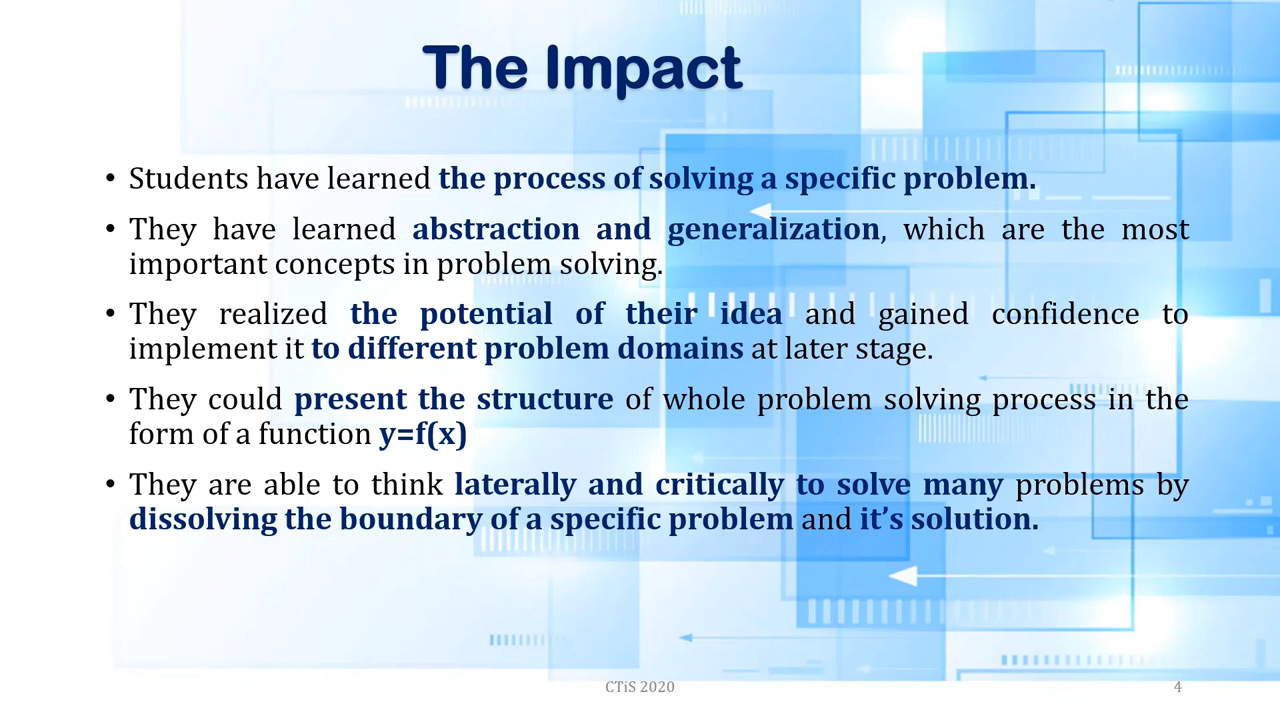 The Impact
• Students have learned the process of solving a specific problem.
• They have learned abstraction and generalization, which are the most
important concepts in problem solving.
• They realized the potential of their idea and gained confidence to
implement it to different problem domains at later stage.
• They could present the structure of whole problem solving process in the
form of a function y=f(x)
• They are able to think laterally and critically to solve many problems by
dissolving the boundary of a specific problem and it’s solution.
CTiS 2020
4